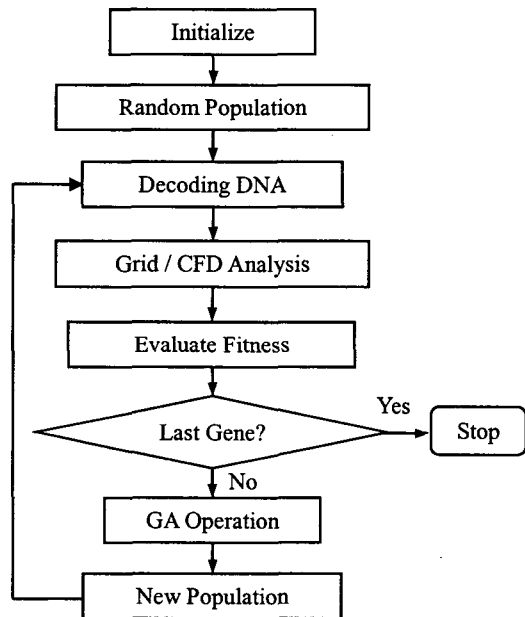 Initialize
Random Population
Decoding DNA
Grid / CFD Analysis
Evaluate Fitness
Last Gene?
Yes
Stop
No
GA Operation
New Population